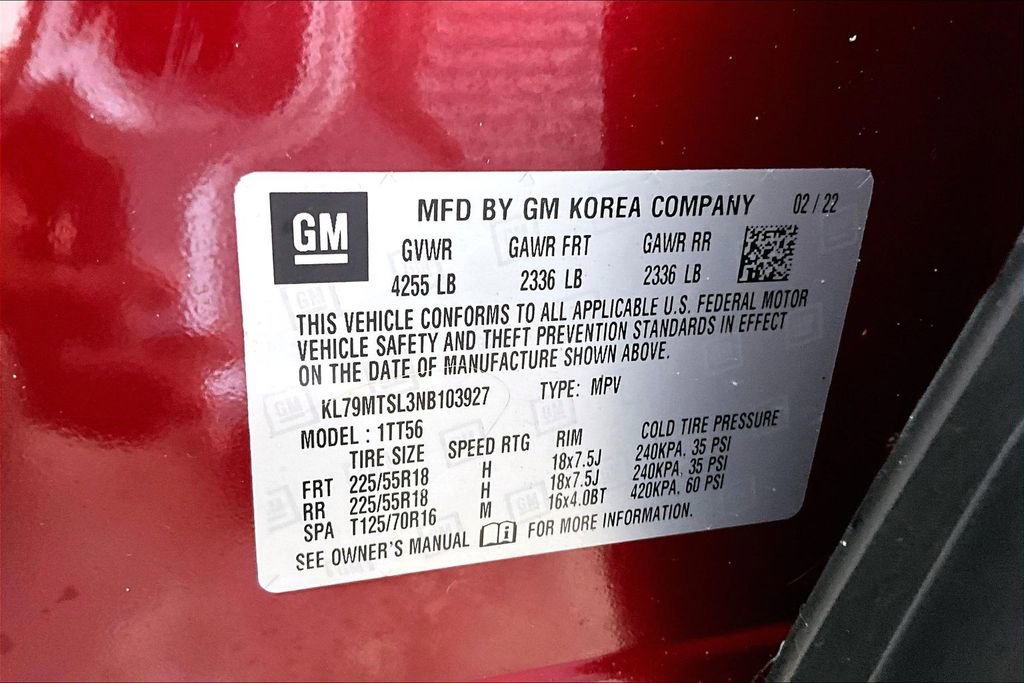 GM
MFD BY GM KOREA COMPANY 02 / 22
GVWR GAWR FRT GAWR RR
4255 LB 2336 LB 2336 LB
THIS VEHICLE CONFORMS TO ALL APPLICABLE U.S. FEDERAL MOTOR
VEHICLE SAFETY AND THEFT PREVENTION STANDARDS IN EFFECT
ON THE DATE OF MANUFACTURE SHOWN ABOVE.
KL79MTSL3NB103927 TYPE: MPV
MODEL : 1TT56
TIRE SIZE SPEED RTG RIM COLD TIRE PRESSURE
FRT 225/55R18 H 18x7.5J 240KPA, 35 PSI
RR 225/55R18 H 18x7.5J 240KPA, 35 PSI
SPA T125/70R16 M 16x4.0BT 420KPA, 60 PSI
SEE OWNER'S MANUAL FOR MORE INFORMATION.